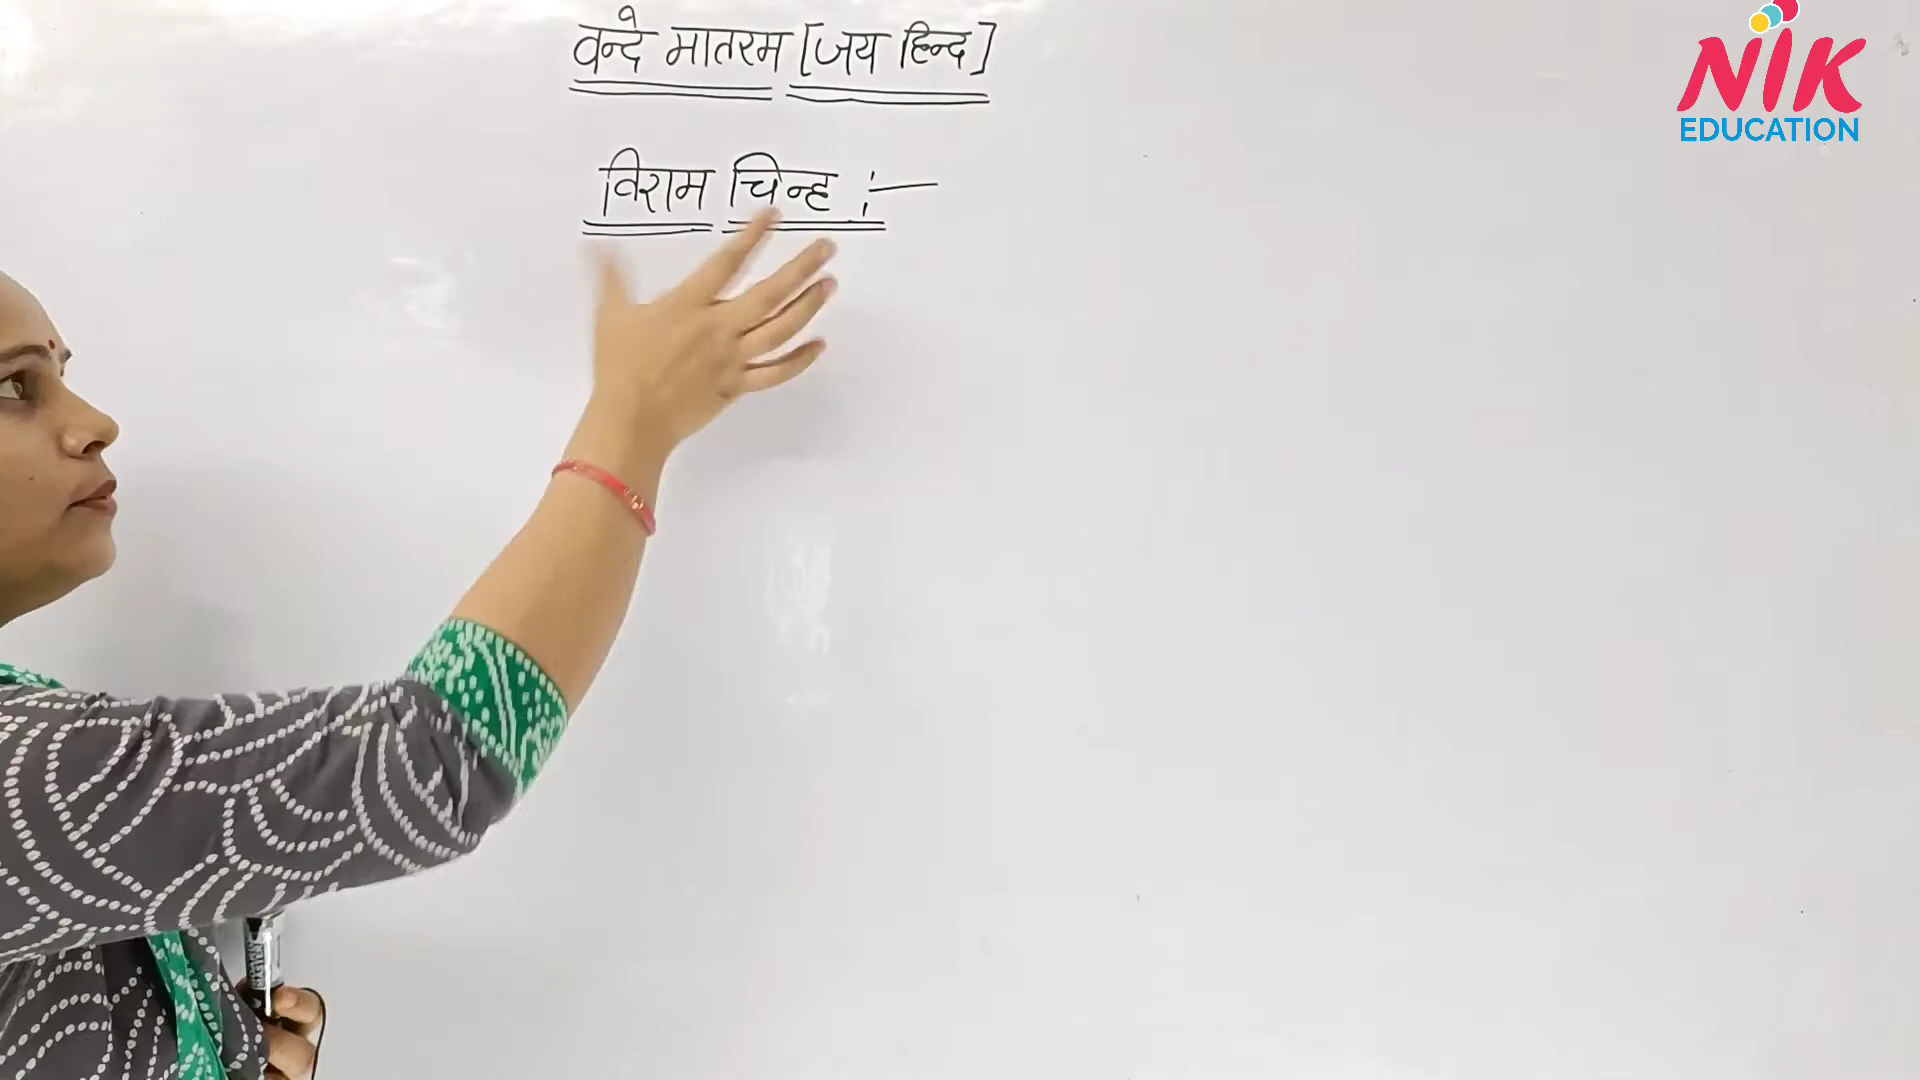 वन्दे मातरम [जय हिन्द]
विराम चिन्ह :—
NIK
EDUCATION